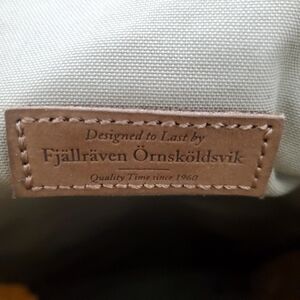 Designed to Last by
Fjällräven Örnsköldsvik
Quality Time since 1960